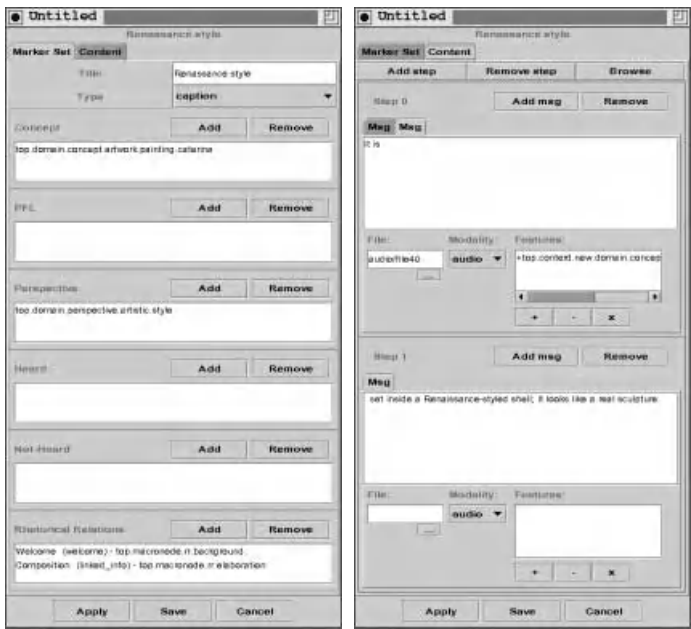 Untitled
Renaissance style
Marker Set Content
Title Renaissance style
Type caption
Concept Add Remove
top.domain.concept.artwork.painting.caterina
PFL Add Remove
Perspective Add Remove
top.domain.perspective.artistic.style
Heard Add Remove
Not Heard Add Remove
Rhetorical Relations Add Remove
Welcome (welcome) - top.macronode.rr.background
Composition (linked_info) - top.macronode.rr.elaboration
Apply Save Cancel
Untitled
Renaissance style
Marker Set Content
Add step Remove step Browse
Step 0 Add msg Remove
Msg Msg
It is
File: Modality: Features:
audiofile40 audio +top.context.new.domain.concep
...
+ - x
Step 1 Add msg Remove
Msg
set inside a Renaissance-styled shell; it looks like a real sculpture
File: Modality: Features:
audio
...
+ - x
Apply Save Cancel